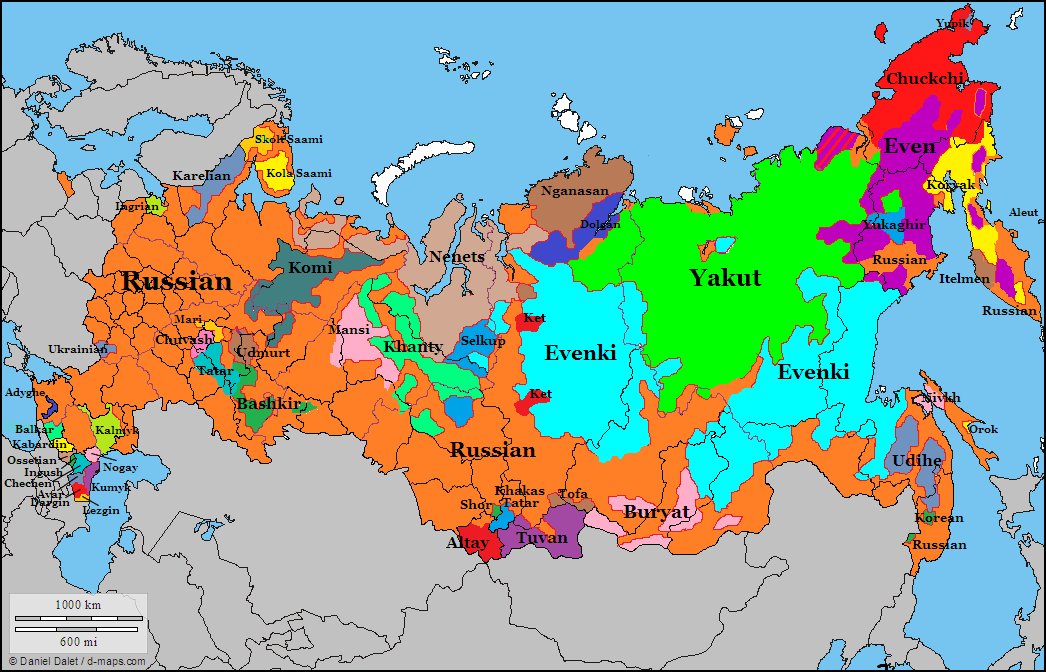 Yupik
Chuckchi
Skolt Saami
Even
Kola Saami
Karelian
Koryak
Nganasan
Ingrian
Aleut
Dolgan
Yukaghir
Nenets
Russian
Komi
Yakut
Itelmen
Russian
Russian
Ket
Mari
Mansi
Chuvash
Selkup
Khanty
Ukrainian
Udmurt
Evenki
Tatar
Evenki
Adyghe
Ket
Nivkh
Bashkir
Balkar
Kalmyk
Orok
Kabardin
Russian
Ossetian
Udihe
Nogay
Ingush
Chechen
Kumyk
Khakas
Avar
Tofa
Dargin
Shor
Tatar
Lezgin
Buryat
Korean
Tuvan
Altay
Russian
1000 km
600 mi
© Daniel Dalet / d-maps.com